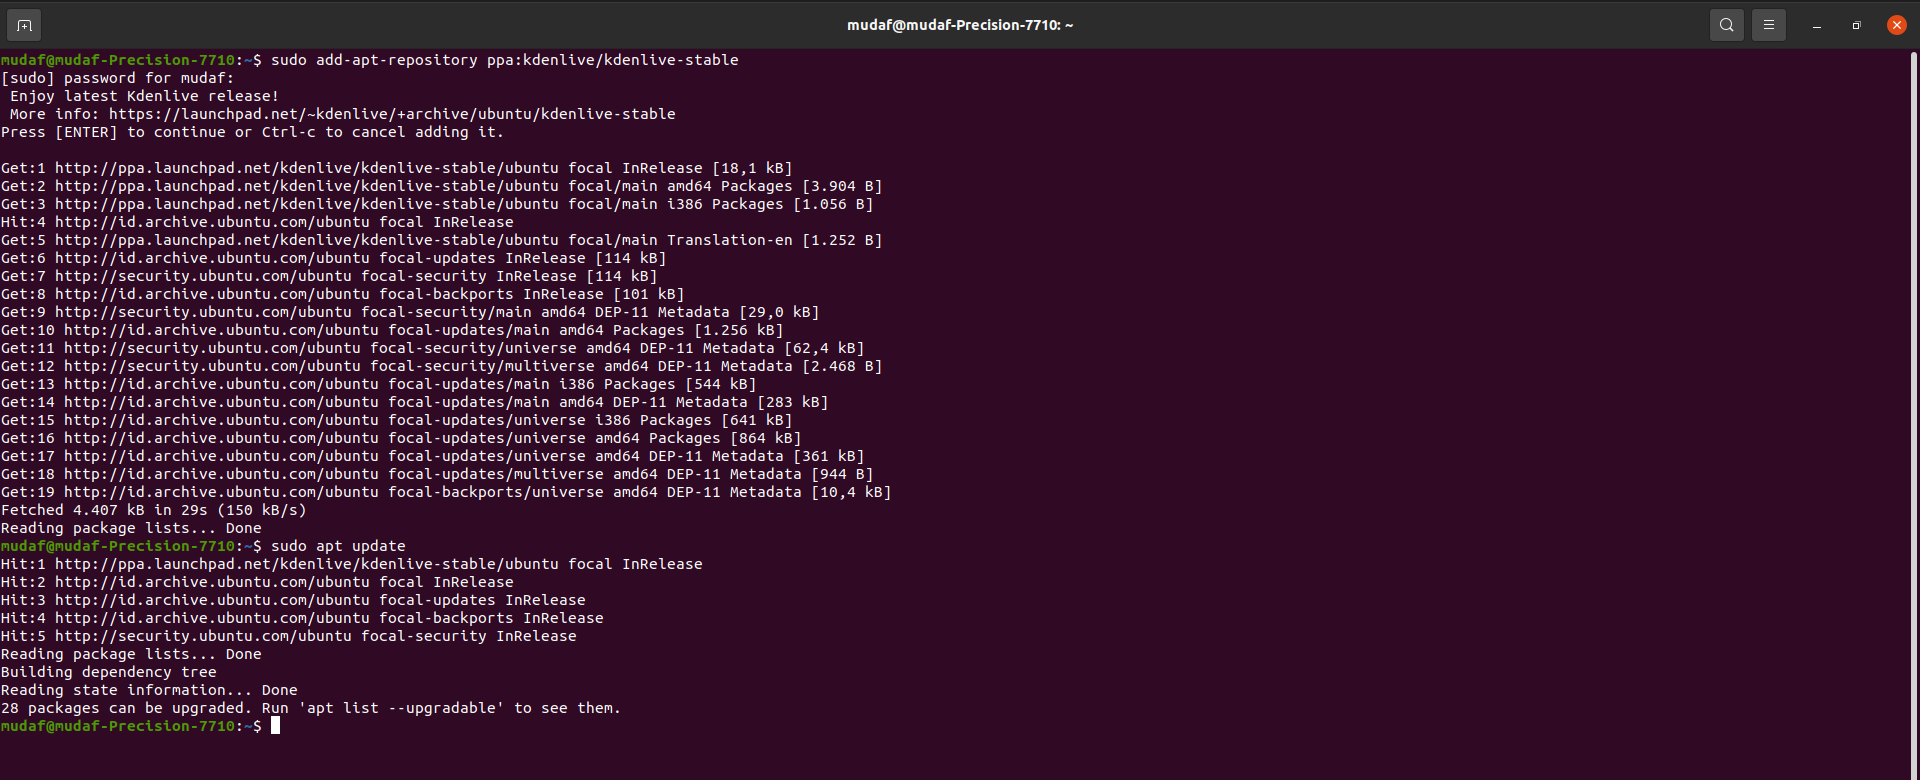 mudaf@mudaf-Precision-7710: ~
mudaf@mudaf-Precision-7710:~$ sudo add-apt-repository ppa:kdenlive/kdenlive-stable
[sudo] password for mudaf:
 Enjoy latest Kdenlive release!
 More info: https://launchpad.net/~kdenlive/+archive/ubuntu/kdenlive-stable
Press [ENTER] to continue or Ctrl-c to cancel adding it.

Get:1 http://ppa.launchpad.net/kdenlive/kdenlive-stable/ubuntu focal InRelease [18,1 kB]
Get:2 http://ppa.launchpad.net/kdenlive/kdenlive-stable/ubuntu focal/main amd64 Packages [3.904 B]
Get:3 http://ppa.launchpad.net/kdenlive/kdenlive-stable/ubuntu focal/main i386 Packages [1.056 B]
Hit:4 http://id.archive.ubuntu.com/ubuntu focal InRelease
Get:5 http://ppa.launchpad.net/kdenlive/kdenlive-stable/ubuntu focal/main Translation-en [1.252 B]
Get:6 http://id.archive.ubuntu.com/ubuntu focal-updates InRelease [114 kB]
Get:7 http://security.ubuntu.com/ubuntu focal-security InRelease [114 kB]
Get:8 http://id.archive.ubuntu.com/ubuntu focal-backports InRelease [101 kB]
Get:9 http://security.ubuntu.com/ubuntu focal-security/main amd64 DEP-11 Metadata [29,0 kB]
Get:10 http://id.archive.ubuntu.com/ubuntu focal-updates/main amd64 Packages [1.256 kB]
Get:11 http://security.ubuntu.com/ubuntu focal-security/universe amd64 DEP-11 Metadata [62,4 kB]
Get:12 http://security.ubuntu.com/ubuntu focal-security/multiverse amd64 DEP-11 Metadata [2.468 B]
Get:13 http://id.archive.ubuntu.com/ubuntu focal-updates/main i386 Packages [544 kB]
Get:14 http://id.archive.ubuntu.com/ubuntu focal-updates/main amd64 DEP-11 Metadata [283 kB]
Get:15 http://id.archive.ubuntu.com/ubuntu focal-updates/universe i386 Packages [641 kB]
Get:16 http://id.archive.ubuntu.com/ubuntu focal-updates/universe amd64 Packages [864 kB]
Get:17 http://id.archive.ubuntu.com/ubuntu focal-updates/universe amd64 DEP-11 Metadata [361 kB]
Get:18 http://id.archive.ubuntu.com/ubuntu focal-updates/multiverse amd64 DEP-11 Metadata [944 B]
Get:19 http://id.archive.ubuntu.com/ubuntu focal-backports/universe amd64 DEP-11 Metadata [10,4 kB]
Fetched 4.407 kB in 29s (150 kB/s)
Reading package lists... Done
mudaf@mudaf-Precision-7710:~$ sudo apt update
Hit:1 http://ppa.launchpad.net/kdenlive/kdenlive-stable/ubuntu focal InRelease
Hit:2 http://id.archive.ubuntu.com/ubuntu focal InRelease
Hit:3 http://id.archive.ubuntu.com/ubuntu focal-updates InRelease
Hit:4 http://id.archive.ubuntu.com/ubuntu focal-backports InRelease
Hit:5 http://security.ubuntu.com/ubuntu focal-security InRelease
Reading package lists... Done
Building dependency tree
Reading state information... Done
28 packages can be upgraded. Run 'apt list --upgradable' to see them.
mudaf@mudaf-Precision-7710:~$